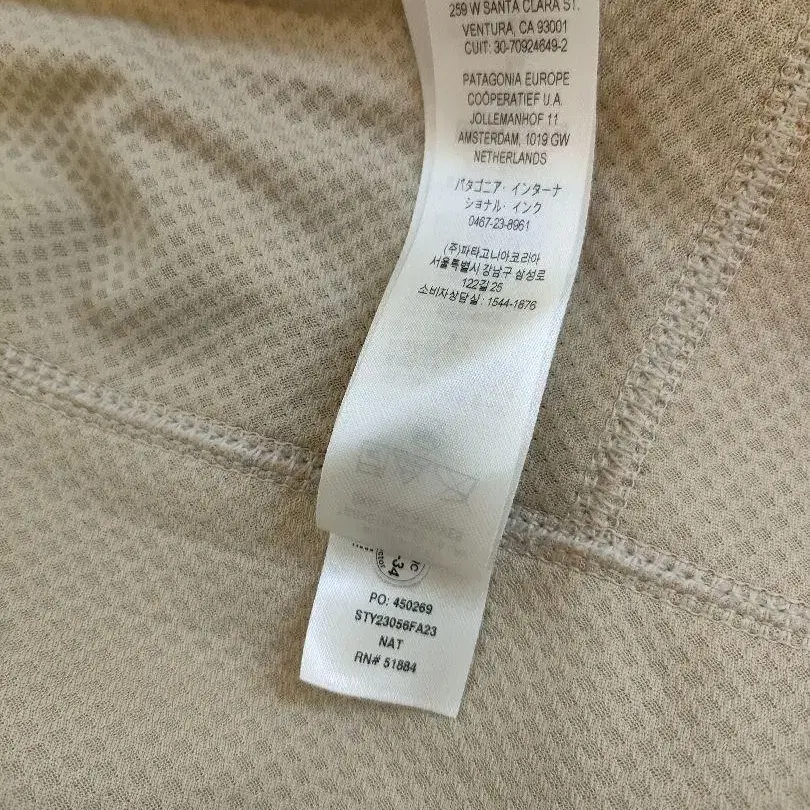 259 W SANTA CLARA ST.
VENTURA, CA 93001
CUIT: 30-70924649-2
PATAGONIA EUROPE
COÖPERATIEF U.A.
JOLLEMANHOF 11
AMSTERDAM, 1019 GW
NETHERLANDS
パタゴニア・インターナ
ショナル・インク
0467-23-8961
(주)파타고니아코리아
서울특별시 강남구 삼성로
122길 25
소비자상담실 : 1544-1876
34
PO: 450269
STY23056FA23
NAT
RN# 51884